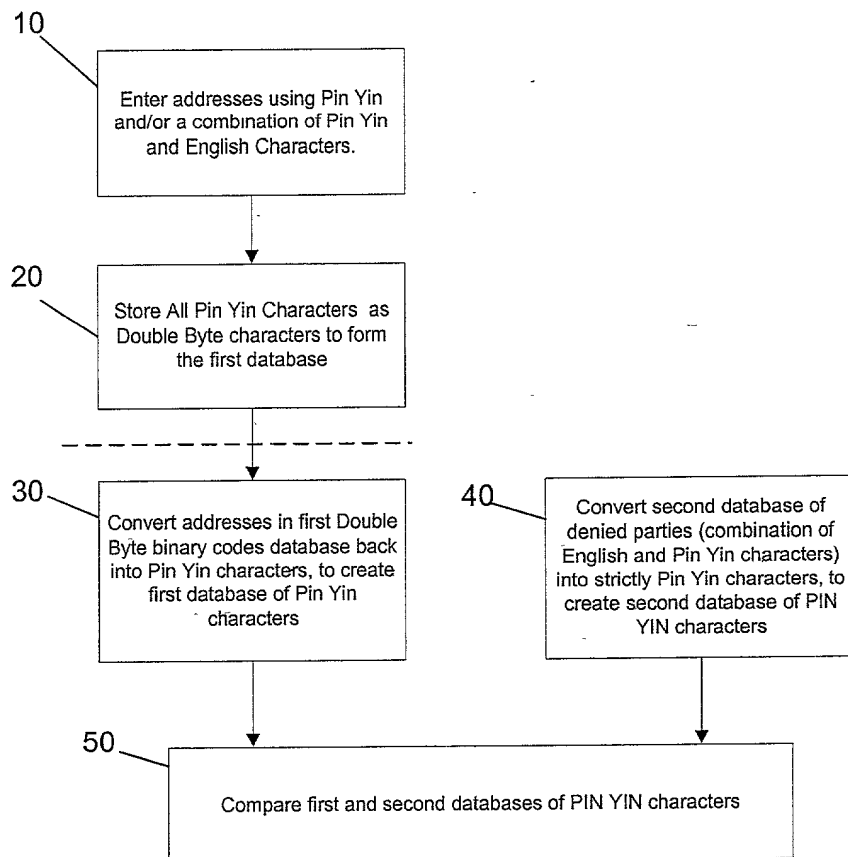 10
Enter addresses using Pin Yin
and/or a combination of Pin Yin
and English Characters.
20
Store All Pin Yin Characters as
Double Byte characters to form
the first database
30
Convert addresses in first Double
Byte binary codes database back
into Pin Yin characters, to create
first database of Pin Yin
characters
40
Convert second database of
denied parties (combination of
English and Pin Yin characters)
into strictly Pin Yin characters, to
create second database of PIN
YIN characters
50
Compare first and second databases of PIN YIN characters